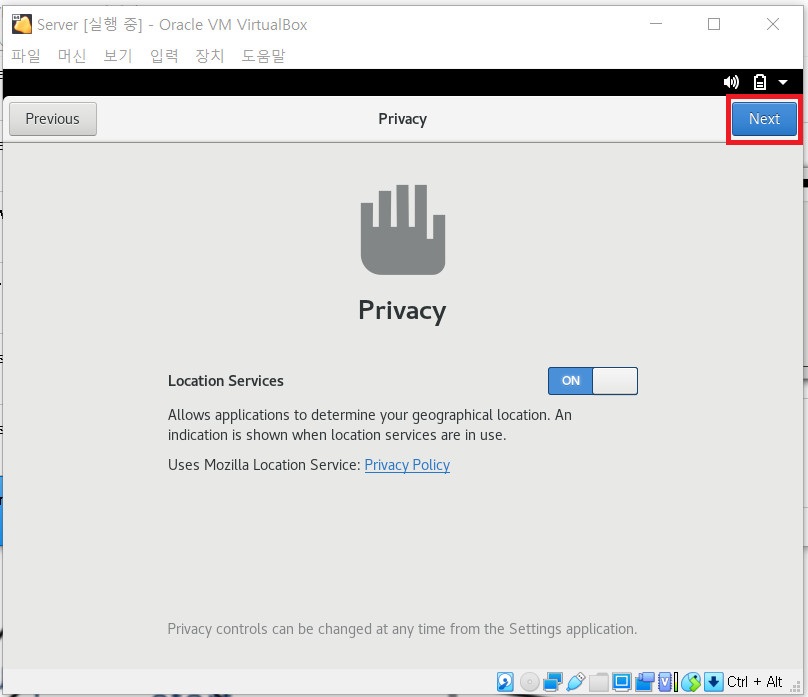 Server [실행 중] - Oracle VM VirtualBox
파일 머신 보기 입력 장치 도움말
Previous Privacy Next
Privacy
Location Services ON
Allows applications to determine your geographical location. An
indication is shown when location services are in use.
Uses Mozilla Location Service: Privacy Policy
Privacy controls can be changed at any time from the Settings application.
Ctrl + Alt